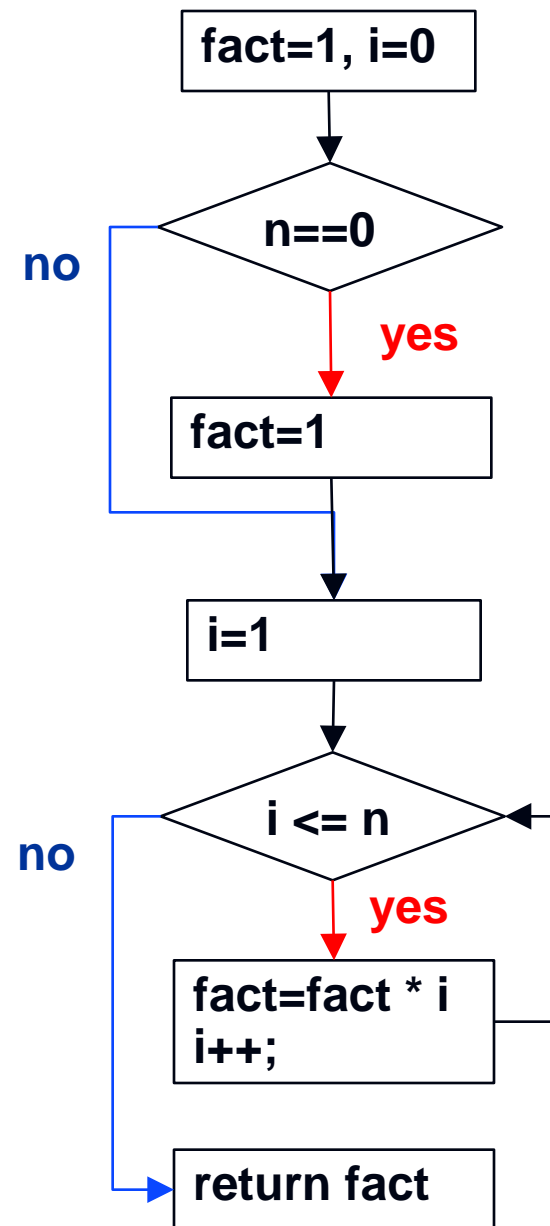 fact=1, i=0
n==0
no
yes
fact=1
i=1
i <= n
no
yes
fact=fact * i
i++;
return fact